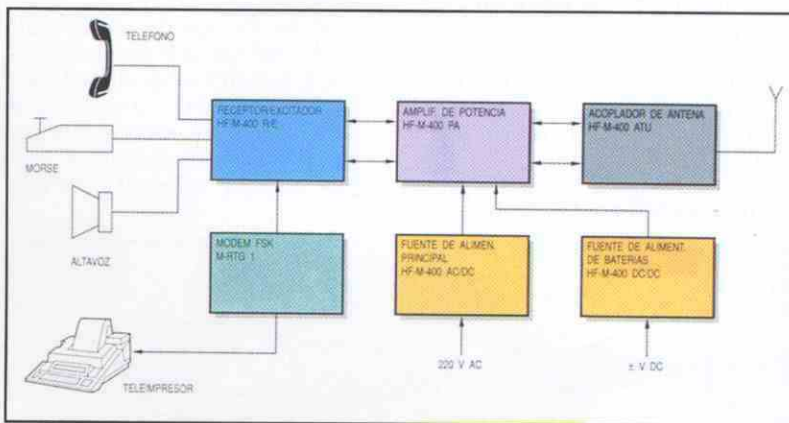 TELEFONO
RECEPTOR/EXCITADOR
HF-M-400 R/E
AMPLIF. DE POTENCIA
HF-M-400 PA
ACOPLADOR DE ANTENA
HF-M-400 ATU
MORSE
ALTAVOZ
MODEM FSK
M-RTG 1
FUENTE DE ALIMEN.
PRINCIPAL
HF-M-400 AC/DC
FUENTE DE ALIMENT.
DE BATERIAS
HF-M-400 DC/DC
TELEIMPRESOR
220 V AC
± V DC